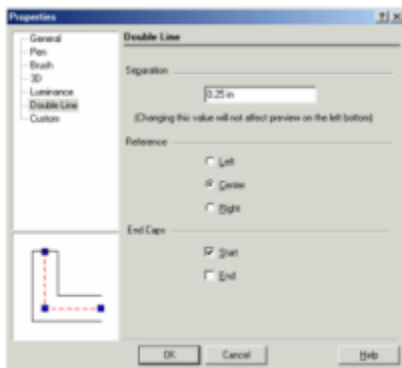 Properties
General
Pen
Brush
3D
Luminance
Double Line
Custom
Double Line
Separation
0.25 in
(Changing this value will not affect preview on the left bottom)
Reference
Left
Center
Right
End Caps
Start
End
OK
Cancel
Help